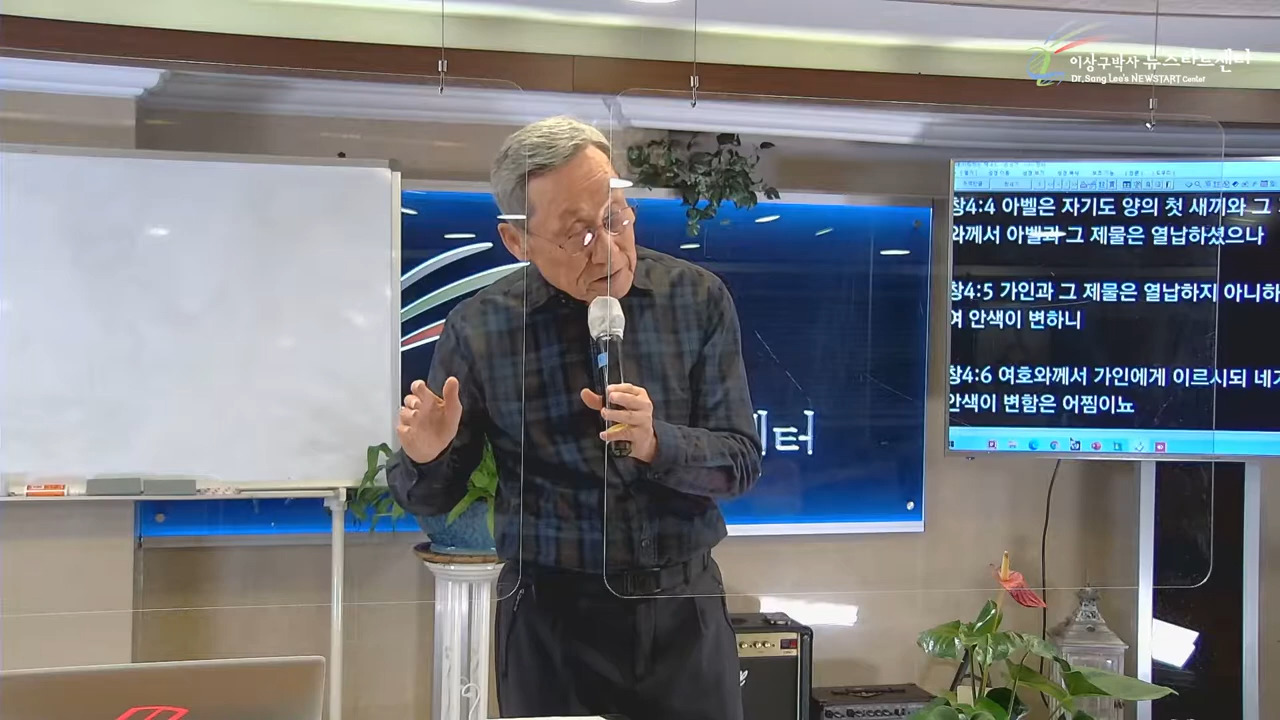 이상구박사 뉴스타트센터
Dr. Sang Lee's NEWSTART Center
창4:4 아벨은 자기도 양의 첫 새끼와 그
와께서 아벨과 그 제물은 열납하셨으나
창4:5 가인과 그 제물은 열납하지 아니하
여 안색이 변하니
창4:6 여호와께서 가인에게 이르시되 네가
안색이 변함은 어찜이뇨
터